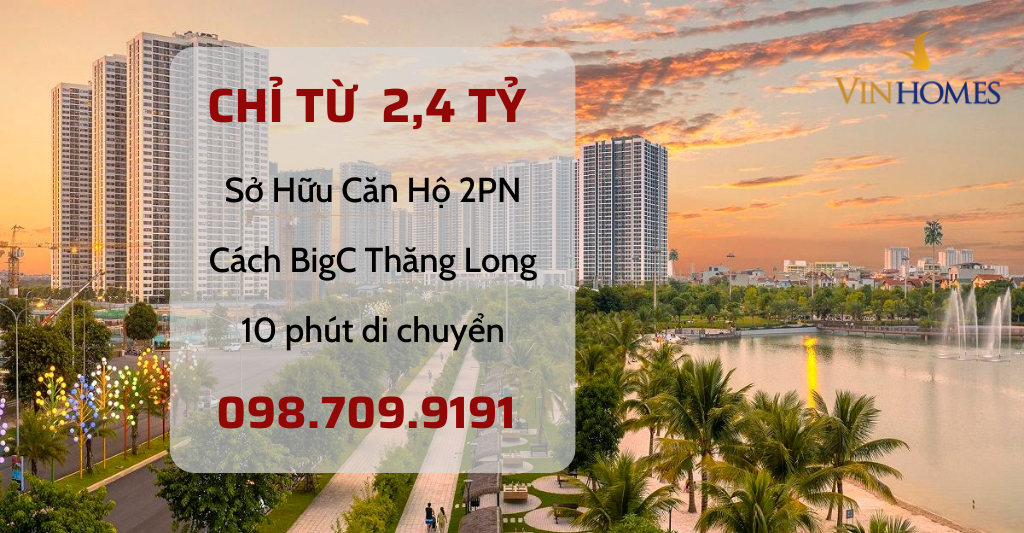 CHỈ TỪ 2,4 TỶ
VINHOMES
Sở Hữu Căn Hộ 2PN
Cách BigC Thăng Long
10 phút di chuyển
098.709.9191